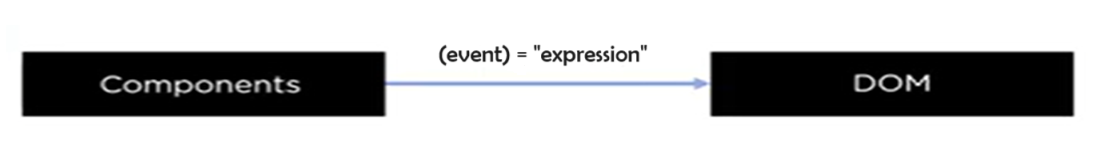 (event) = "expression"
Components
DOM